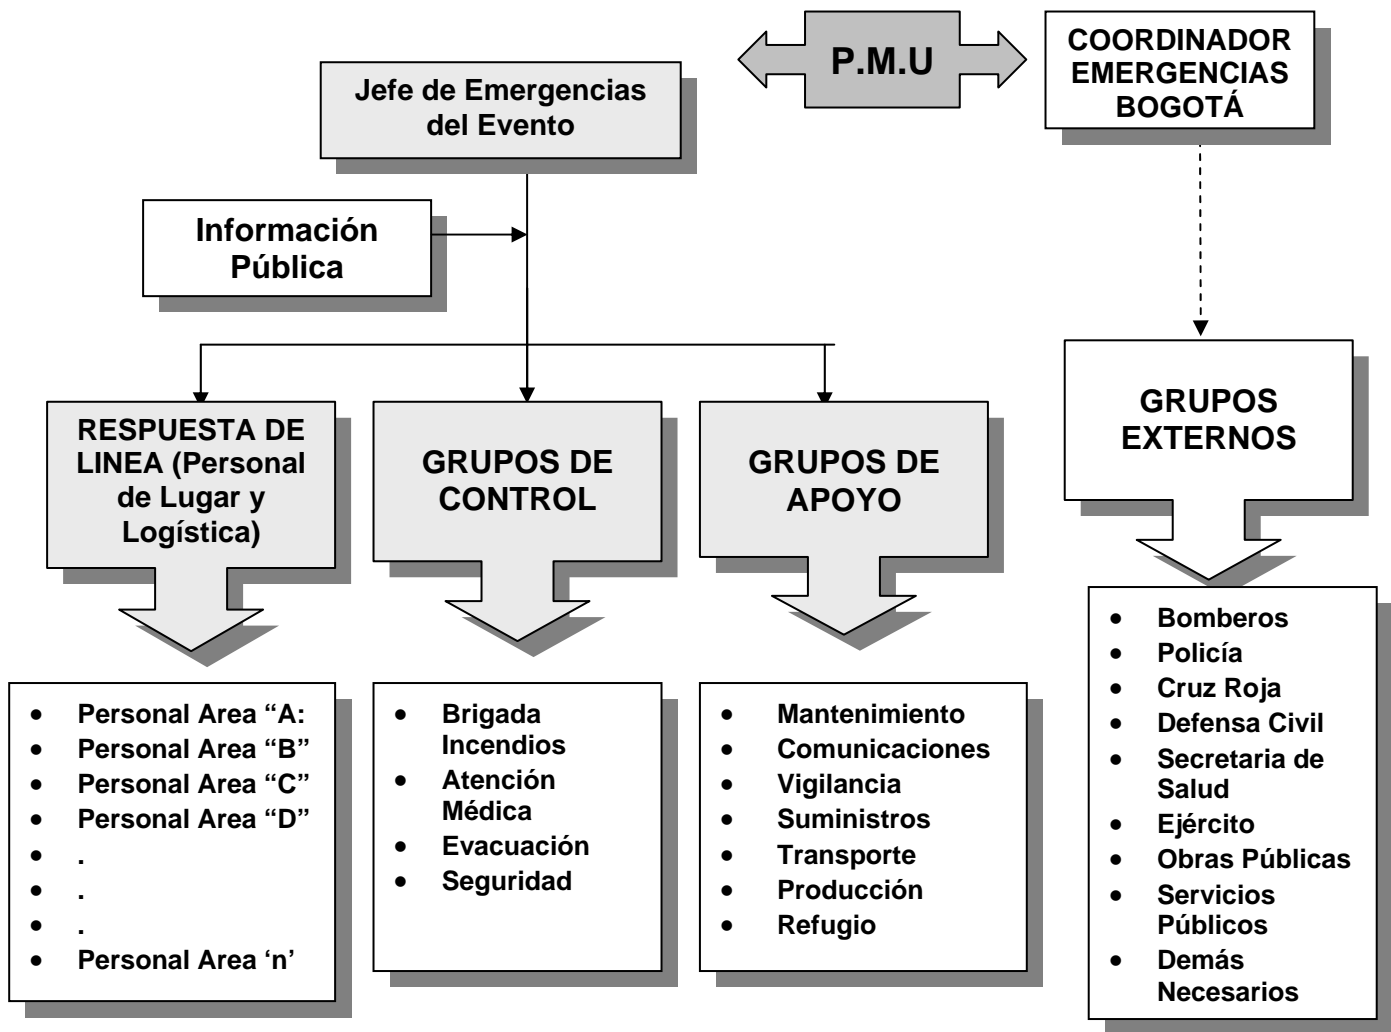 P.M.U
COORDINADOR
EMERGENCIAS
BOGOTÁ
Jefe de Emergencias
del Evento
Información
Pública
RESPUESTA DE
LINEA (Personal
de Lugar y
Logística)
GRUPOS DE
CONTROL
GRUPOS DE
APOYO
GRUPOS
EXTERNOS
• Personal Area “A:
• Personal Area “B”
• Personal Area “C”
• Personal Area “D”
• .
• .
• .
• Personal Area ‘n’
• Brigada
Incendios
• Atención
Médica
• Evacuación
• Seguridad
• Mantenimiento
• Comunicaciones
• Vigilancia
• Suministros
• Transporte
• Producción
• Refugio
• Bomberos
• Policía
• Cruz Roja
• Defensa Civil
• Secretaria de
Salud
• Ejército
• Obras Públicas
• Servicios
Públicos
• Demás
Necesarios